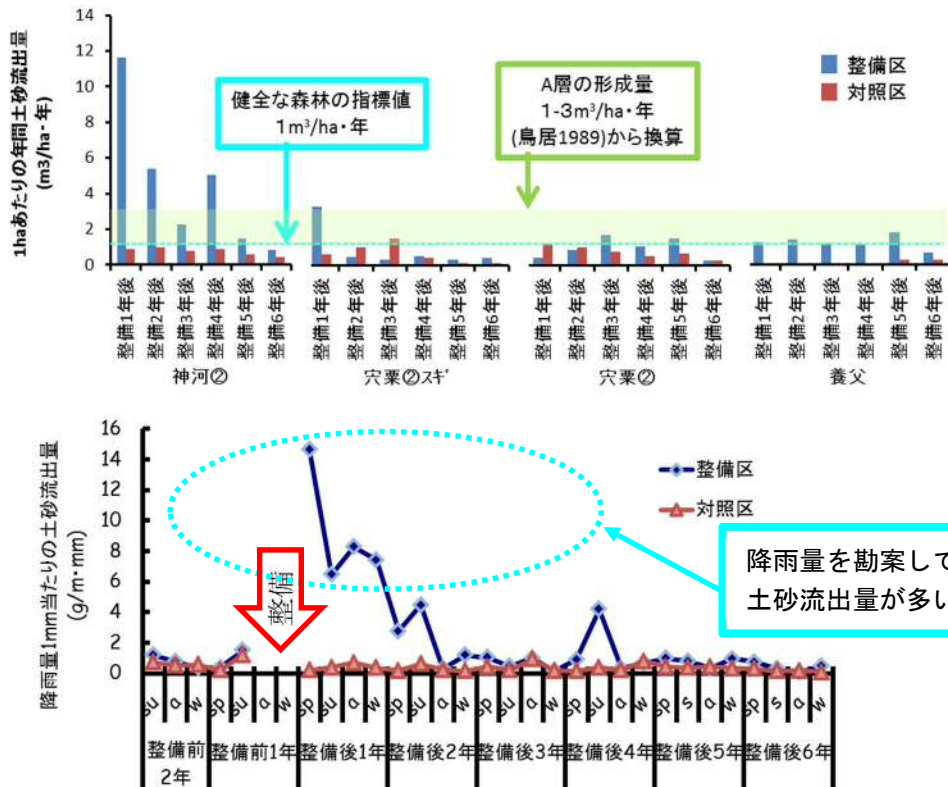 1haあたりの年間土砂流出量
(m3/ha・年)
14
12
10
8
6
4
2
0
健全な森林の指標値
1m³/ha・年
A層の形成量
1-3m³/ha・年
(鳥居1989)から換算
整備区
対照区
整備1年後
整備2年後
整備3年後
整備4年後
整備5年後
整備6年後
整備1年後
整備2年後
整備3年後
整備4年後
整備5年後
整備6年後
整備1年後
整備2年後
整備3年後
整備4年後
整備5年後
整備6年後
整備1年後
整備2年後
整備3年後
整備4年後
整備5年後
整備6年後
神河② 宍粟②スギ 宍粟② 養父
降雨量1mm当たりの土砂流出量
(g/m・mm)
16
14
12
10
8
6
4
2
0
整備
整備区
対照区
降雨量を勘案して
土砂流出量が多い
su a w sp su a w sp su a w sp su a w sp su a w sp su a w sp s a w sp s a w
整備前
2年
整備前1年 整備後1年 整備後2年 整備後3年 整備後4年 整備後5年 整備後6年